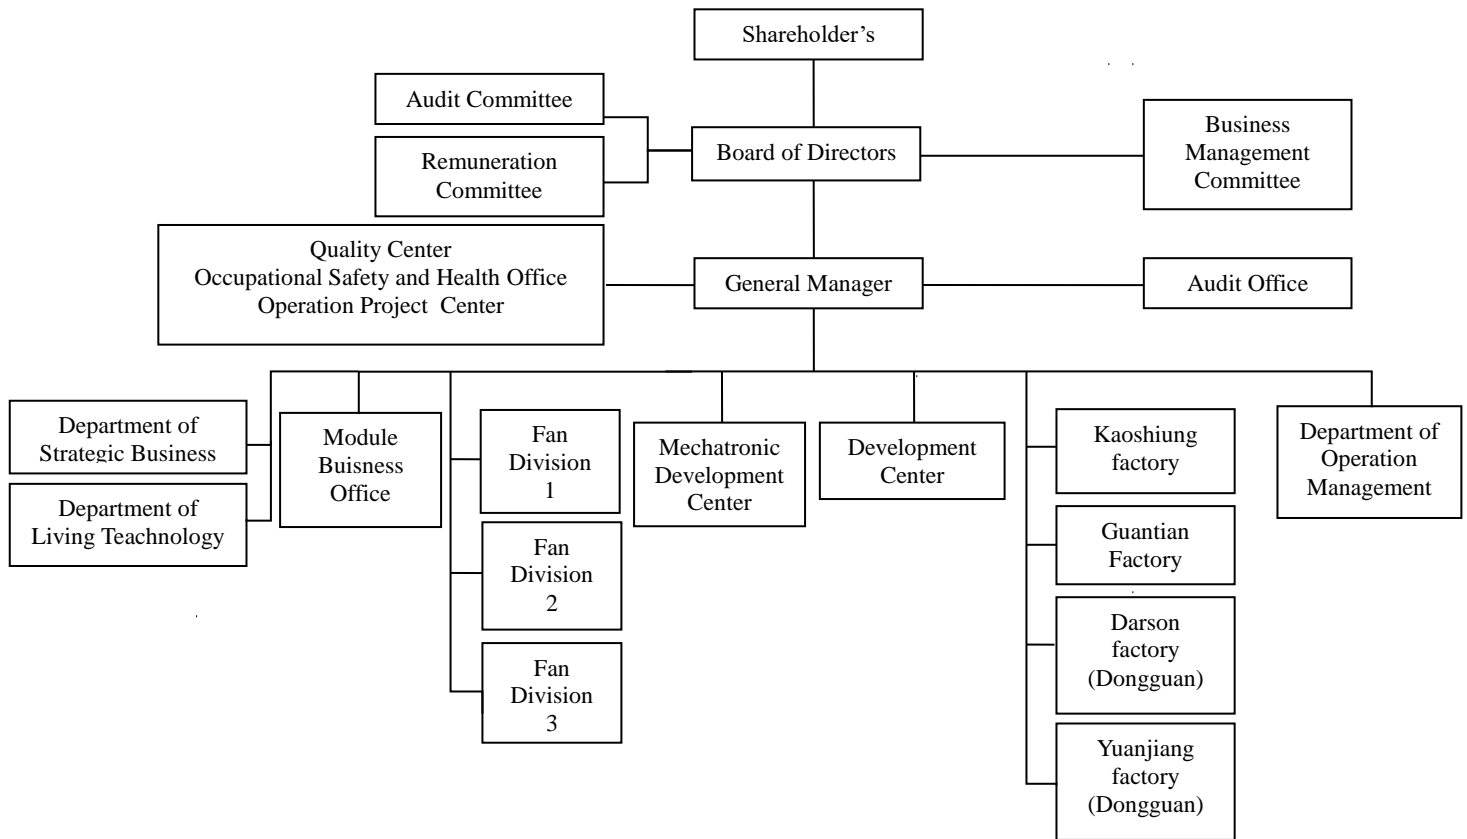 Shareholder’s
Audit Committee
Remuneration
Committee
Board of Directors
Business
Management
Committee
Quality Center
Occupational Safety and Health Office
Operation Project  Center
General Manager
Audit Office
Department of
Strategic Business
Department of
Living Teachnology
Module
Buisness
Office
Fan
Division
1
Fan
Division
2
Fan
Division
3
Mechatronic
Development
Center
Development
Center
Kaoshiung
factory
Guantian
Factory
Darson
factory
(Dongguan)
Yuanjiang
factory
(Dongguan)
Department of
Operation
Management